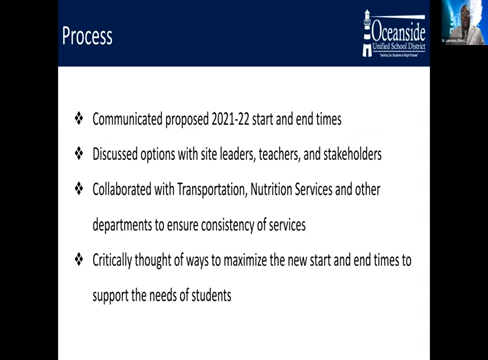 Process
Oceanside
Unified School District
❖ Communicated proposed 2021-22 start and end times
❖ Discussed options with site leaders, teachers, and stakeholders
❖ Collaborated with Transportation, Nutrition Services and other
departments to ensure consistency of services
❖ Critically thought of ways to maximize the new start and end times to
support the needs of students